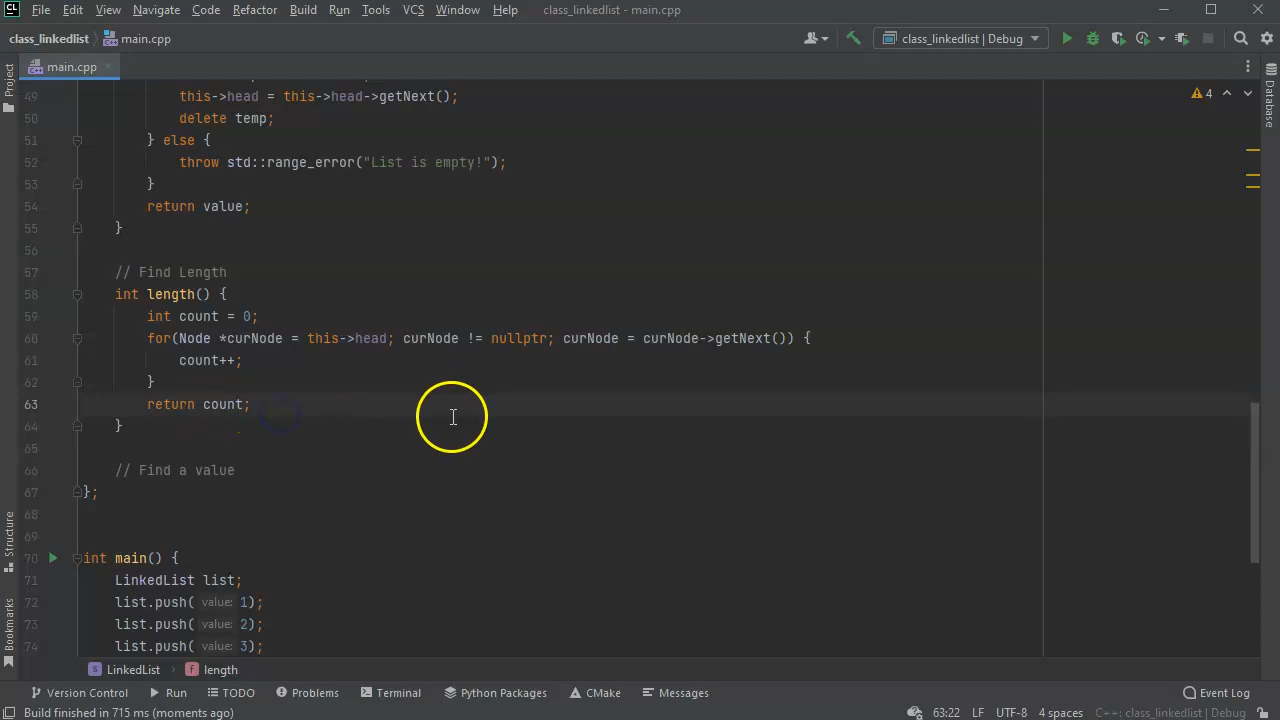 CL File Edit View Navigate Code Refactor Build Run Tools VCS Window Help class_linkedlist - main.cpp
class_linkedlist main.cpp class_linkedlist | Debug
main.cpp
Project
Database
4
49 this->head = this->head->getNext();
50 delete temp;
51 } else {
52 throw std::range_error("List is empty!");
53 }
54 return value;
55 }
56
57 // Find Length
58 int length() {
59 int count = 0;
60 for(Node *curNode = this->head; curNode != nullptr; curNode = curNode->getNext()) {
61 count++;
62 }
63 return count;
64 }
65
66 // Find a value
67 };
68
69
70 int main() {
71 LinkedList list;
72 list.push( value: 1);
73 list.push( value: 2);
74 list.push( value: 3);
Structure
Bookmarks
LinkedList length
Version Control Run TODO Problems Terminal Python Packages CMake Messages Event Log
Build finished in 715 ms (moments ago) 63:22 LF UTF-8 4 spaces C++: class_linkedlist | Debug